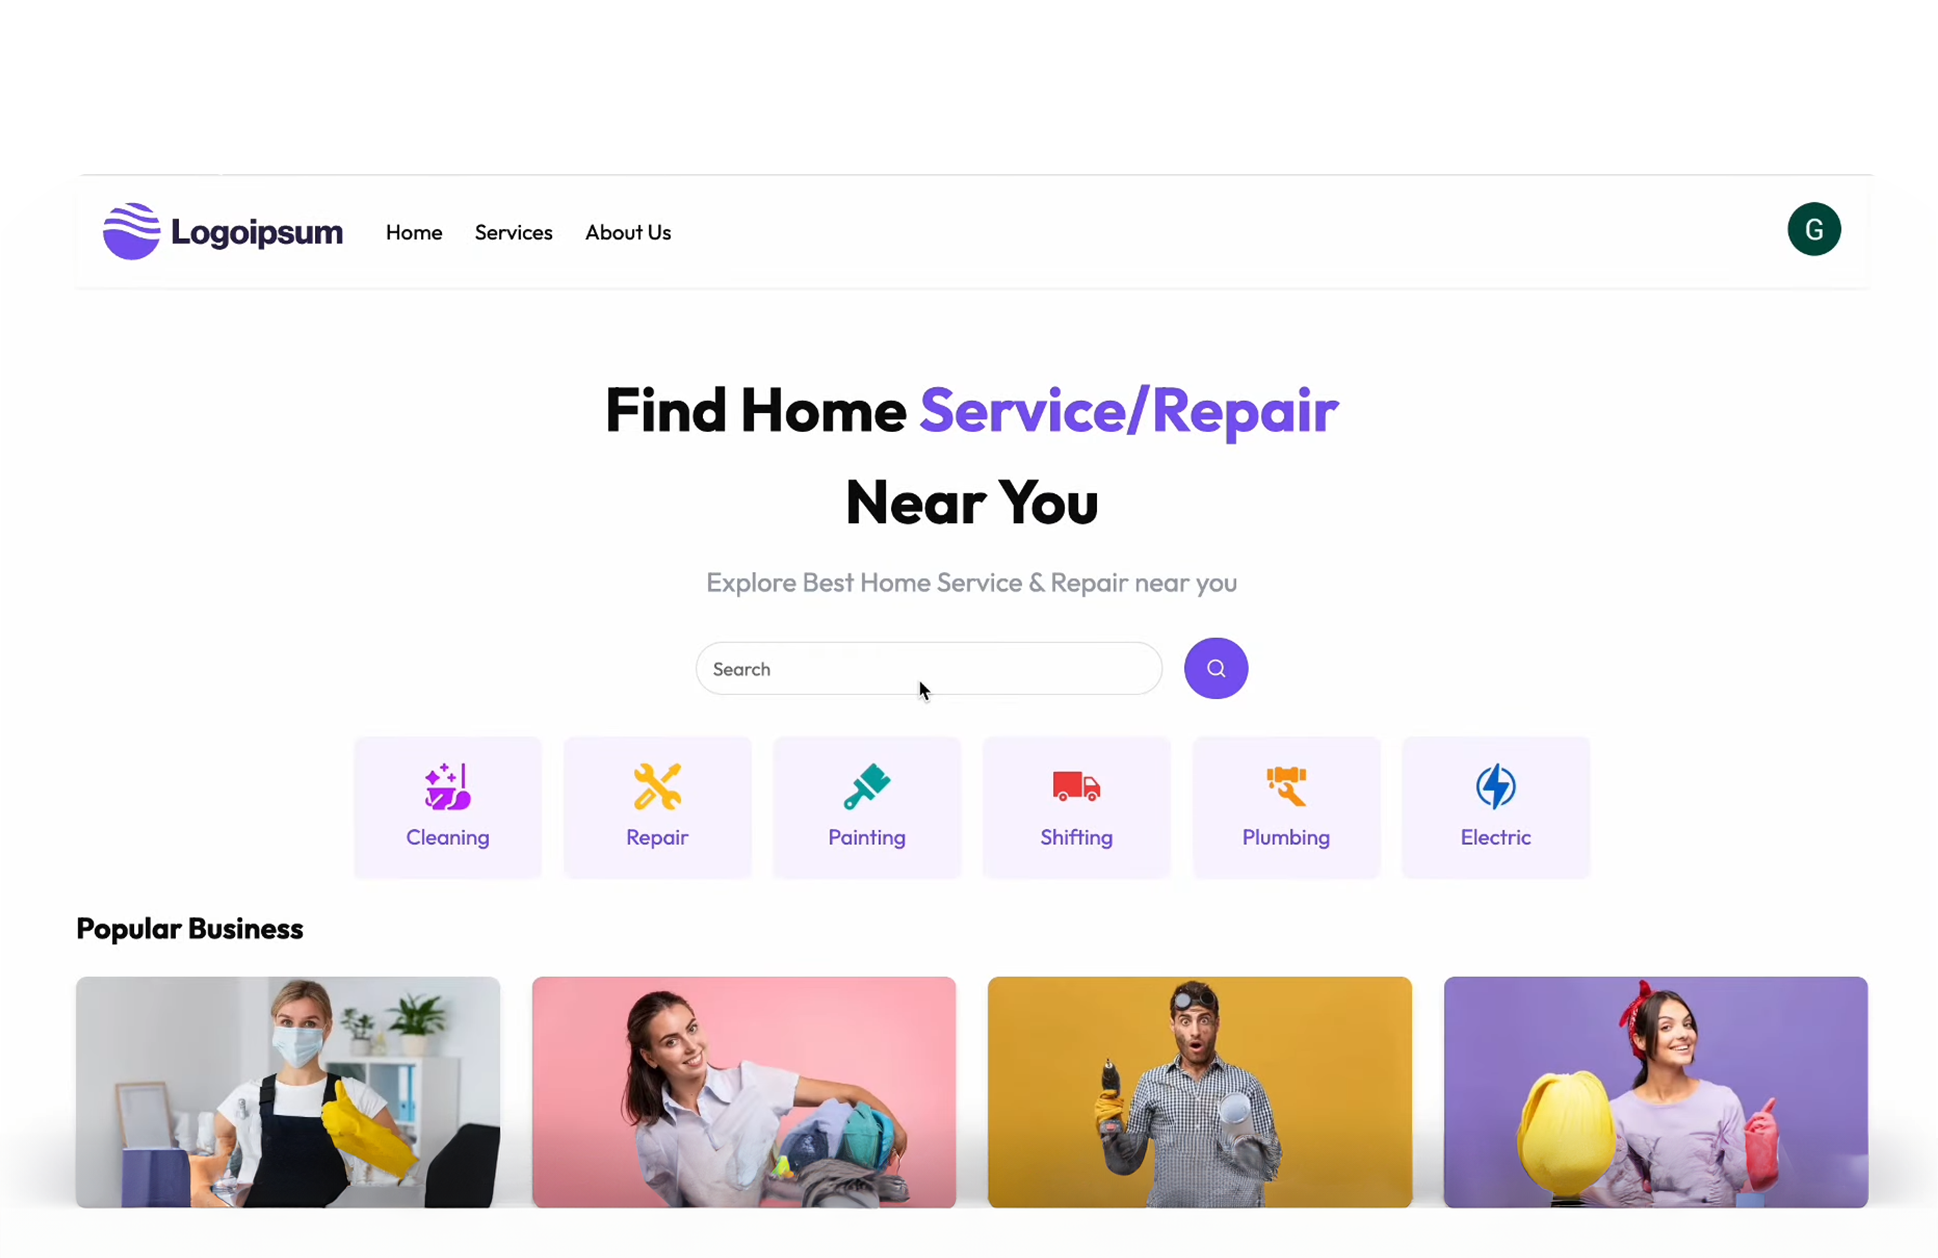 Logoipsum
Home
Services
About Us
G
Find Home Service/Repair
Near You
Explore Best Home Service & Repair near you
Search
Cleaning
Repair
Painting
Shifting
Plumbing
Electric
Popular Business